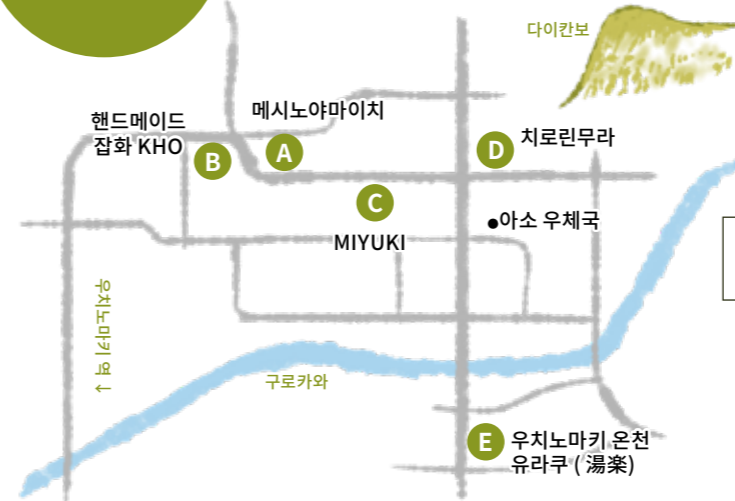 다이칸보
메시노야마이치
핸드메이드
잡화 KHO
B
A
D
치로린무라
C
●아소 우체국
MIYUKI
우치노마키 역 ↓
구로카와
E
우치노마키 온천
유라쿠 ( 湯楽)